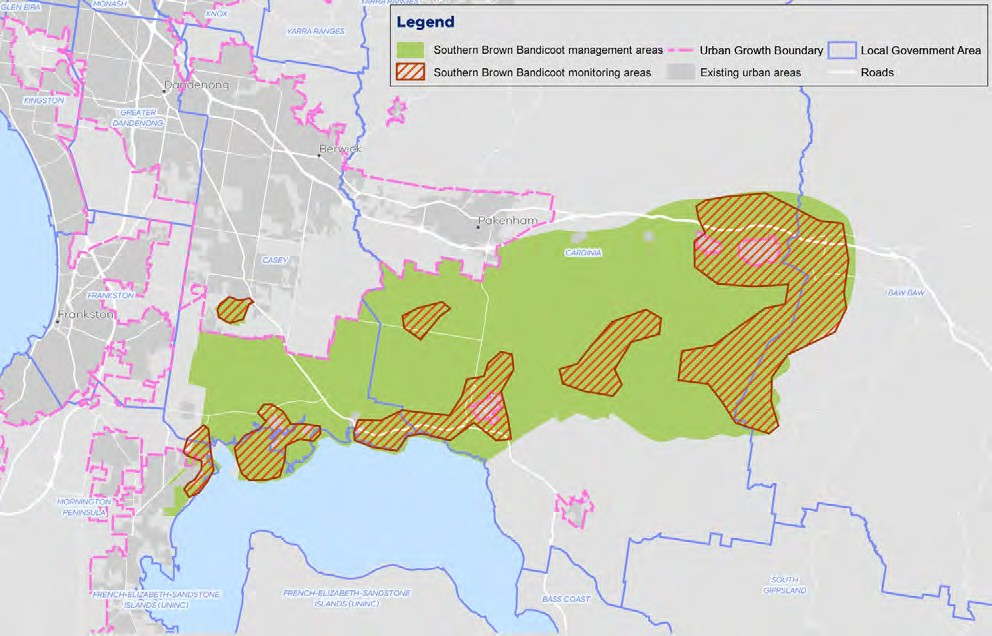 GLEN EIRA
MONASH
KNOX
YARRA RANGES
YARRA RANGES
Legend
Southern Brown Bandicoot management areas
Urban Growth Boundary
Local Government Area
Southern Brown Bandicoot monitoring areas
Existing urban areas
Roads
Dandenong
KINGSTON
GREATER
DANDENONG
Berwick
Pakenham
CARDINIA
CASEY
BAW BAW
FRANKSTON
Frankston
MORNINGTON
PENINSULA
FRENCH-ELIZABETH-SANDSTONE
ISLANDS (UNINC)
FRENCH-ELIZABETH-SANDSTONE
ISLANDS (UNINC)
BASS COAST
SOUTH
GIPPSLAND